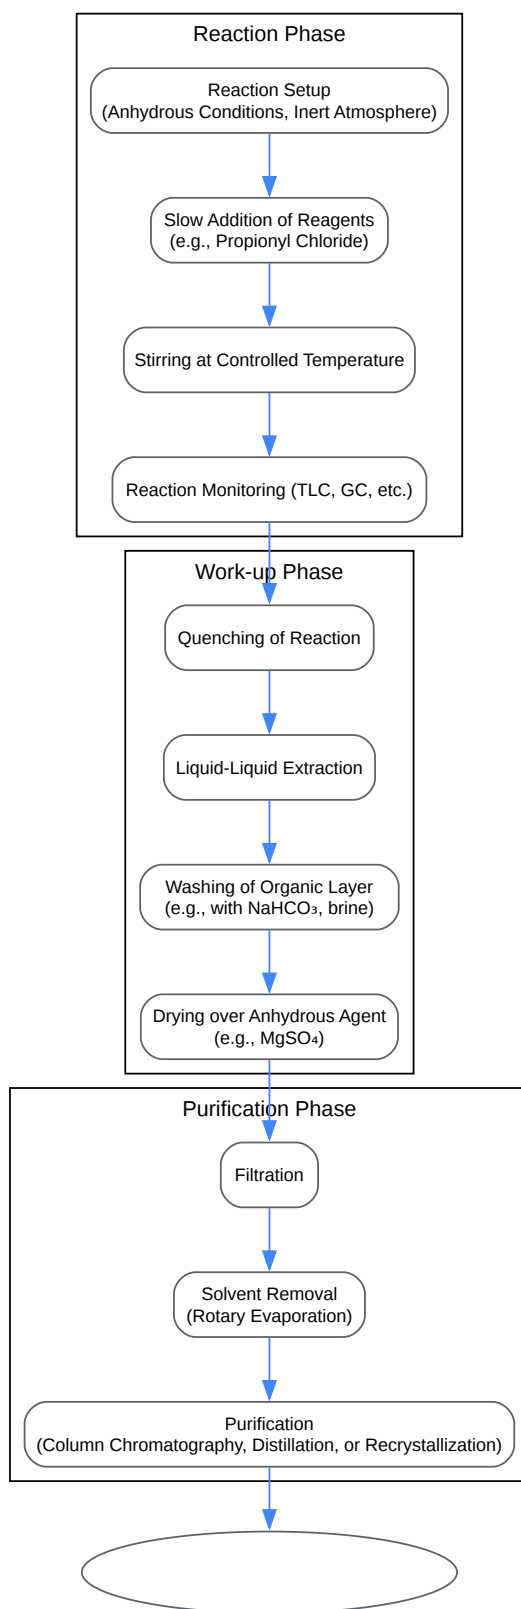 Reaction Phase
Reaction Setup
(Anhydrous Conditions, Inert Atmosphere)
Slow Addition of Reagents
(e.g., Propionyl Chloride)
Stirring at Controlled Temperature
Reaction Monitoring (TLC, GC, etc.)
Work-up Phase
Quenching of Reaction
Liquid-Liquid Extraction
Washing of Organic Layer
(e.g., with NaHCO₃, brine)
Drying over Anhydrous Agent
(e.g., MgSO₄)
Purification Phase
Filtration
Solvent Removal
(Rotary Evaporation)
Purification
(Column Chromatography, Distillation, or Recrystallization)